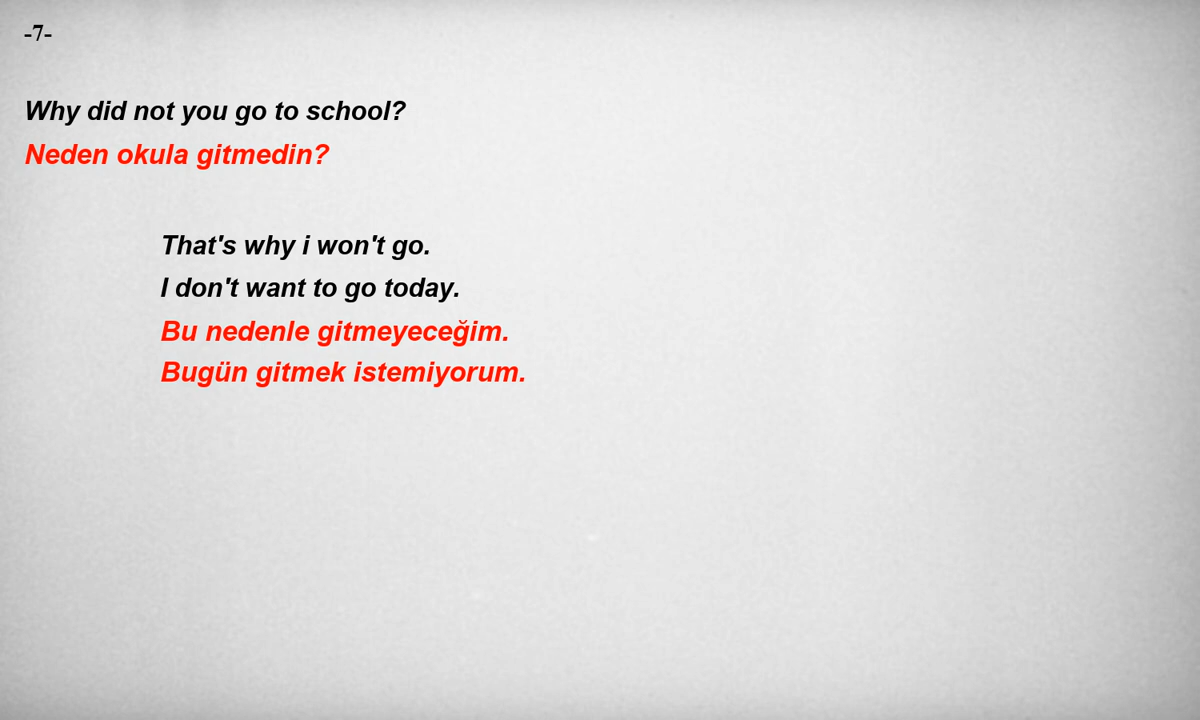 -7-
Why did not you go to school?
Neden okula gitmedin?
That's why i won't go.
I don't want to go today.
Bu nedenle gitmeyeceğim.
Bugün gitmek istemiyorum.